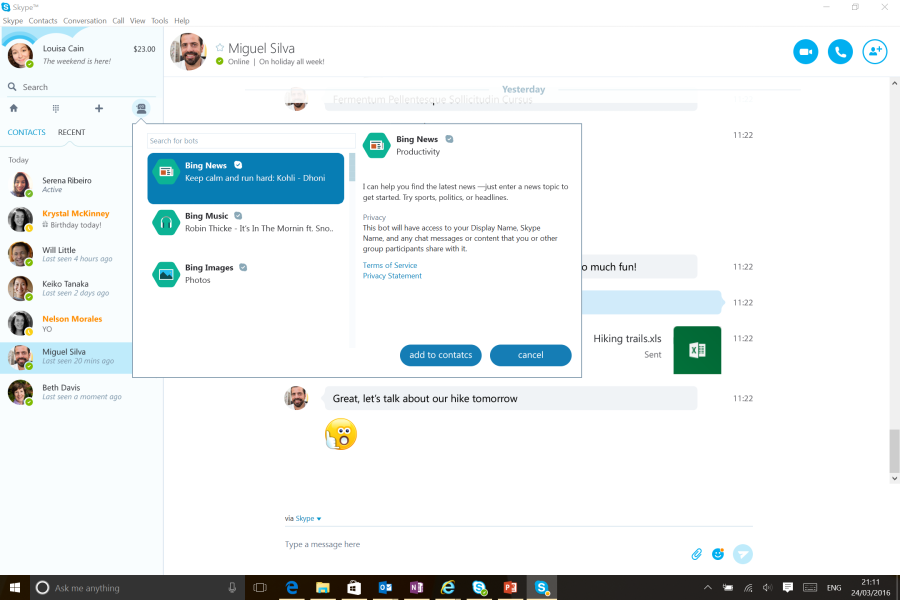 Skype™
Skype Contacts Conversation Call View Tools Help
Louisa Cain
$23.00
The weekend is here!
Search
CONTACTS RECENT
Today
Serena Ribeiro
Active
Krystal McKinney
Birthday today!
Will Little
Last seen 4 hours ago
Keiko Tanaka
Last seen 2 days ago
Nelson Morales
YO
Miguel Silva
Last seen 20 mins ago
Beth Davis
Last seen a moment ago
Miguel Silva
Online | On holiday all week!
Yesterday
Fermentum Pellentesque Sollicitudin Cursus
11:22
Search for bots
Bing News
Keep calm and run hard: Kohli - Dhoni
Bing Music
Robin Thicke - It's In The Mornin ft. Sno..
Bing Images
Photos
Bing News
Productivity
I can help you find the latest news —just enter a news topic to
get started. Try sports, politics, or headlines.
Privacy
This bot will have access to your Display Name, Skype
Name, and any chat messages or content that you or other
group participants share with it.
Terms of Service
Privacy Statement
add to contatcs
cancel
o much fun!
11:22
11:22
Hiking trails.xls
Sent
11:22
Great, let's talk about our hike tomorrow
11:22
via Skype
Type a message here
Ask me anything
ENG
21:11
24/03/2016